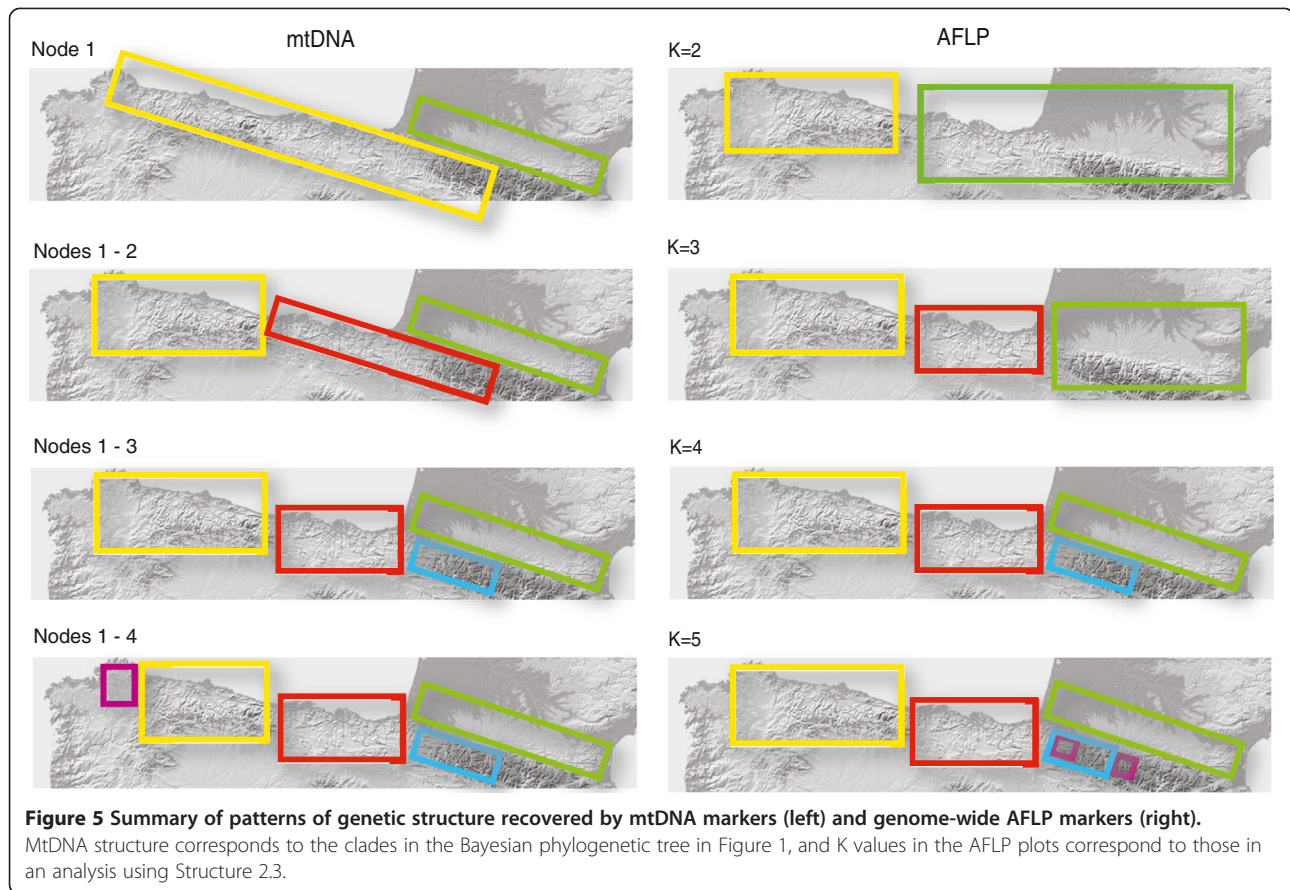 mtDNA
AFLP
Node 1
K=2
Nodes 1 - 2
K=3
Nodes 1 - 3
K=4
Nodes 1 - 4
K=5
Figure 5 Summary of patterns of genetic structure recovered by mtDNA markers (left) and genome-wide AFLP markers (right).
MtDNA structure corresponds to the clades in the Bayesian phylogenetic tree in Figure 1, and K values in the AFLP plots correspond to those in
an analysis using Structure 2.3.